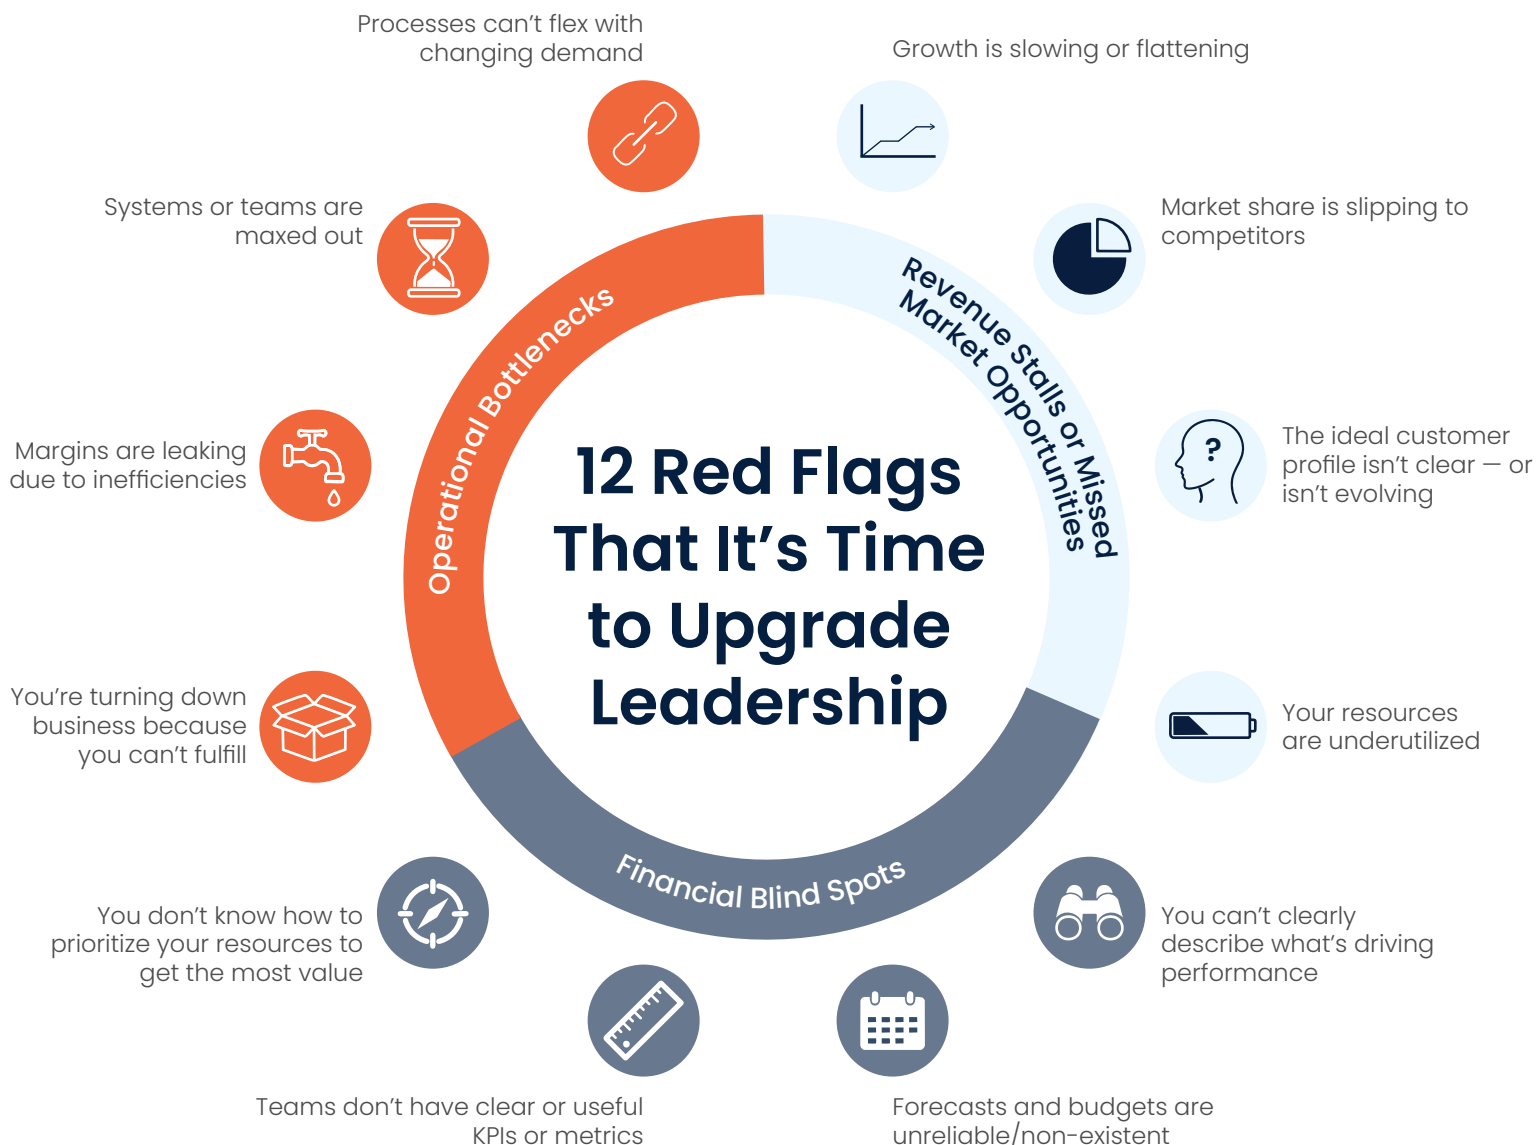 12 Red Flags
That It’s Time
to Upgrade
Leadership
Revenue Stalls or Missed
Market Opportunities
Growth is slowing or flattening
Market share is slipping to
competitors
?
The ideal customer
profile isn’t clear — or
isn’t evolving
Your resources
are underutilized
Financial Blind Spots
You can’t clearly
describe what’s driving
performance
Forecasts and budgets are
unreliable/non-existent
Teams don’t have clear or useful
KPIs or metrics
You don’t know how to
prioritize your resources to
get the most value
Operational Bottlenecks
You’re turning down
business because
you can’t fulfill
Margins are leaking
due to inefficiencies
Systems or teams are
maxed out
Processes can’t flex with
changing demand